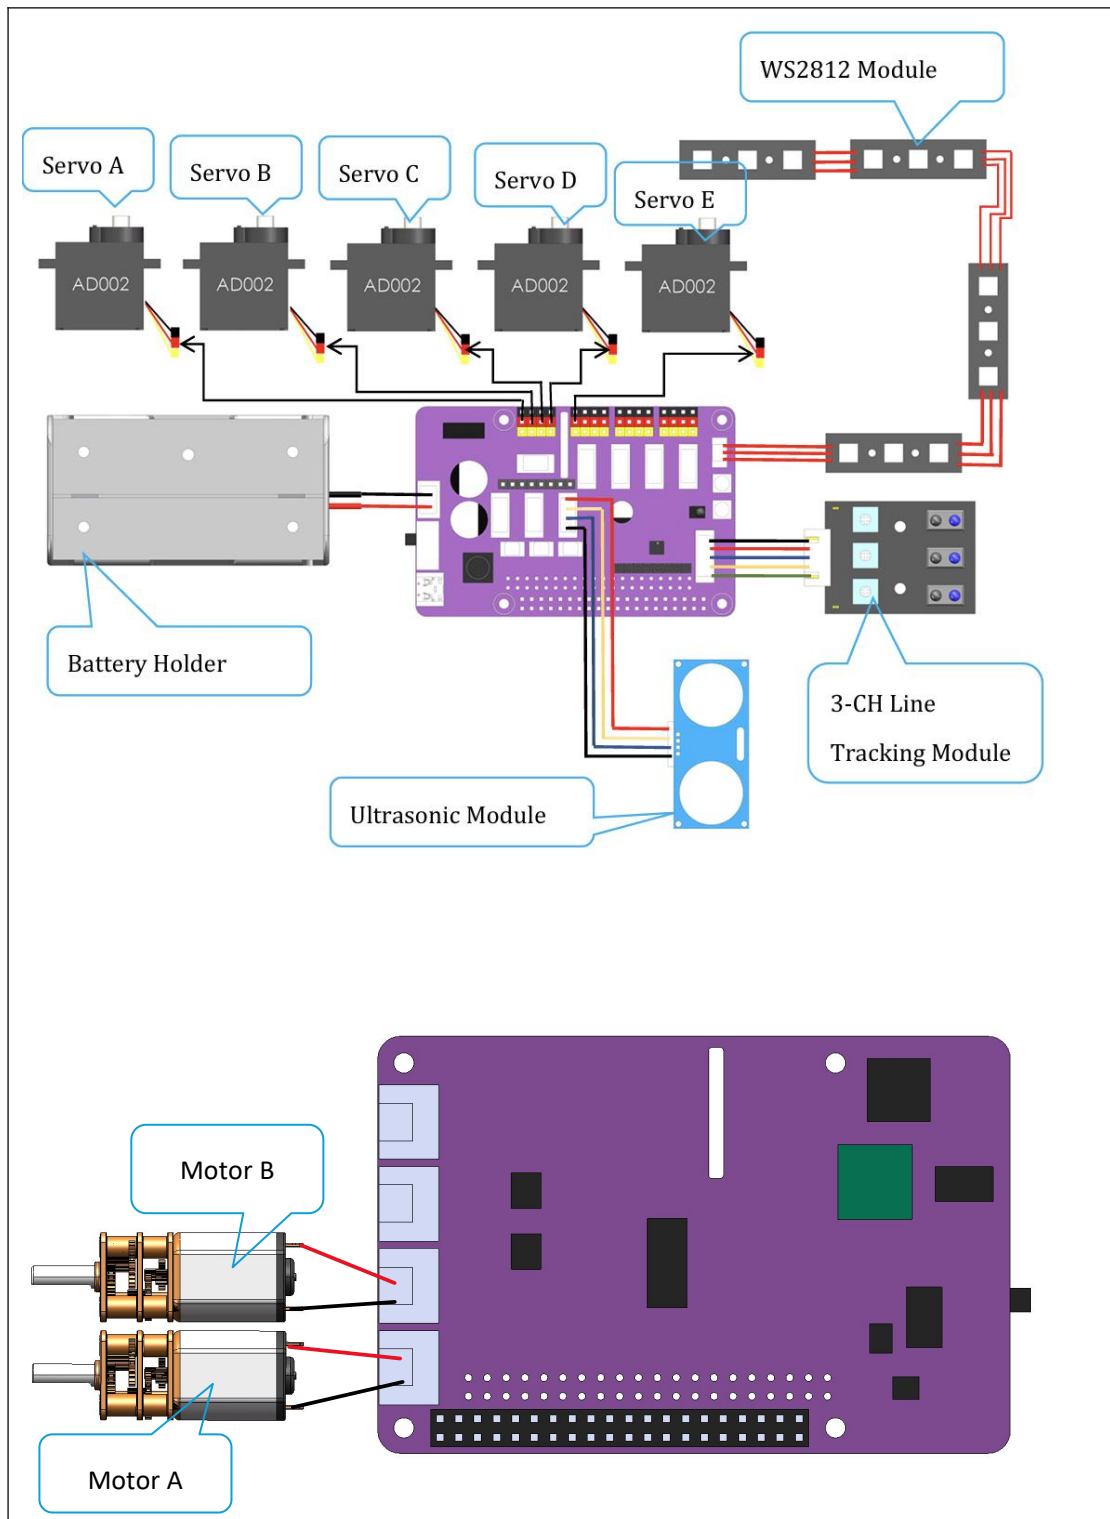 WS2812 Module
Servo A
Servo B
Servo C
Servo D
Servo E
AD002
AD002
AD002
AD002
AD002
Battery Holder
3-CH Line
Tracking Module
Ultrasonic Module
Motor B
Motor A